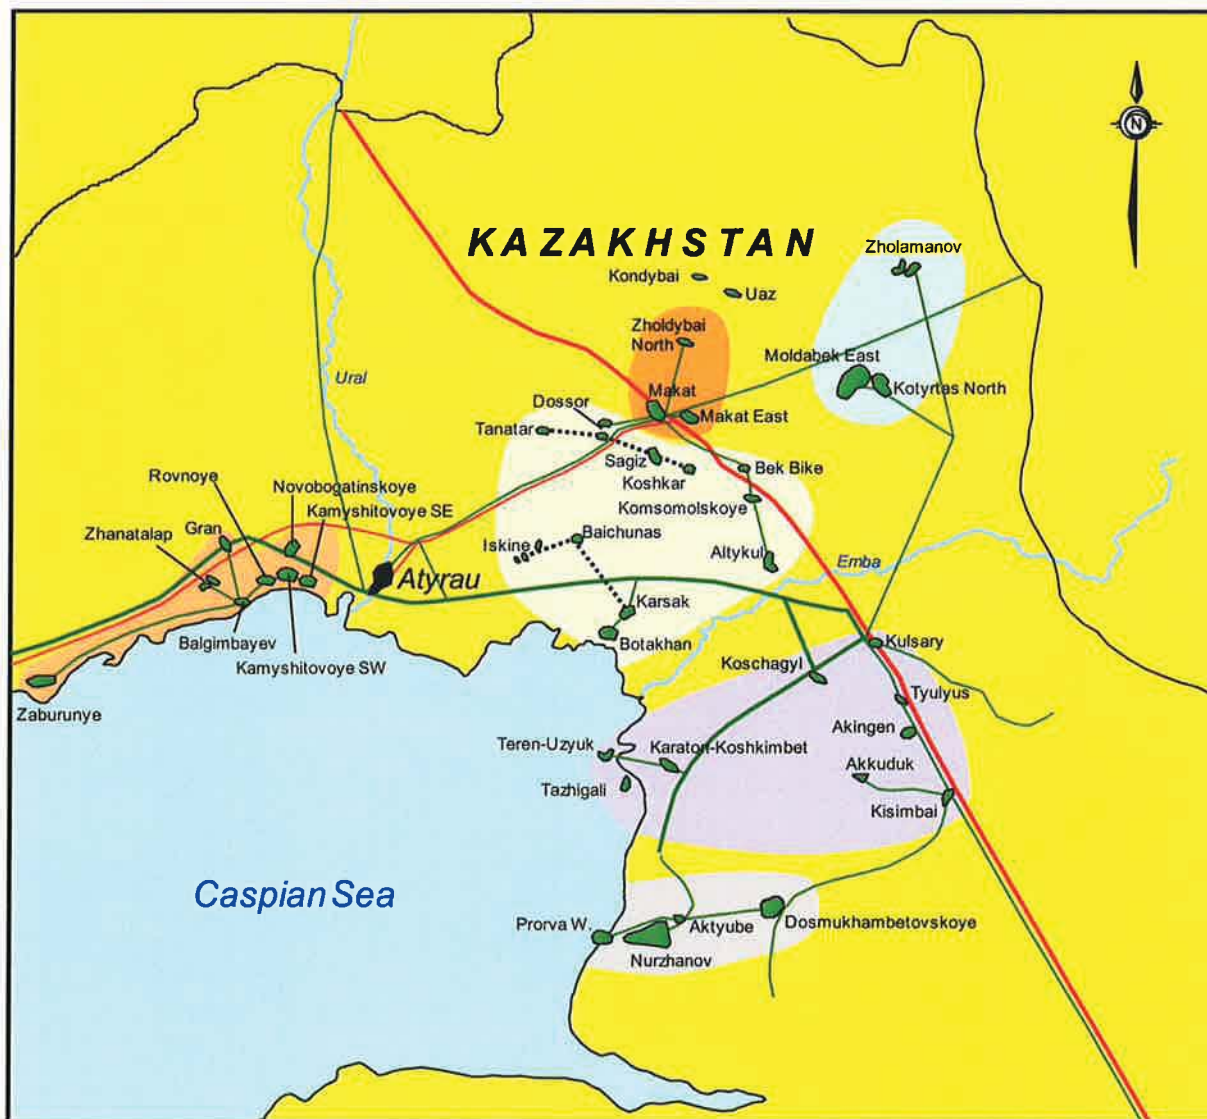 N
KAZAKHSTAN
Zholamanov
Kondybai
Uaz
Zholdybai
North
Moldabek East
Kotyrtas North
Ural
Makat
Dossor
Makat East
Tanatar
Sagiz
Koshkar
Bek Bike
Rovnoye
Novobogatinskoye
Komsomolskoye
Kamyshitovoye SE
Gran
Zhanatalap
Iskine
Baichunas
Altykul
Emba
Atyrau
Karsak
Balgimbayev
Botakhan
Kulsary
Kamyshitovoye SW
Koschagyl
Tyulyus
Zaburunye
Akingen
Teren-Uzyuk
Karaton-Koshkimbet
Akkuduk
Tazhigali
Kisimbai
Caspian Sea
Prorva W.
Aktyube
Dosmukhambetovskoye
Nurzhanov